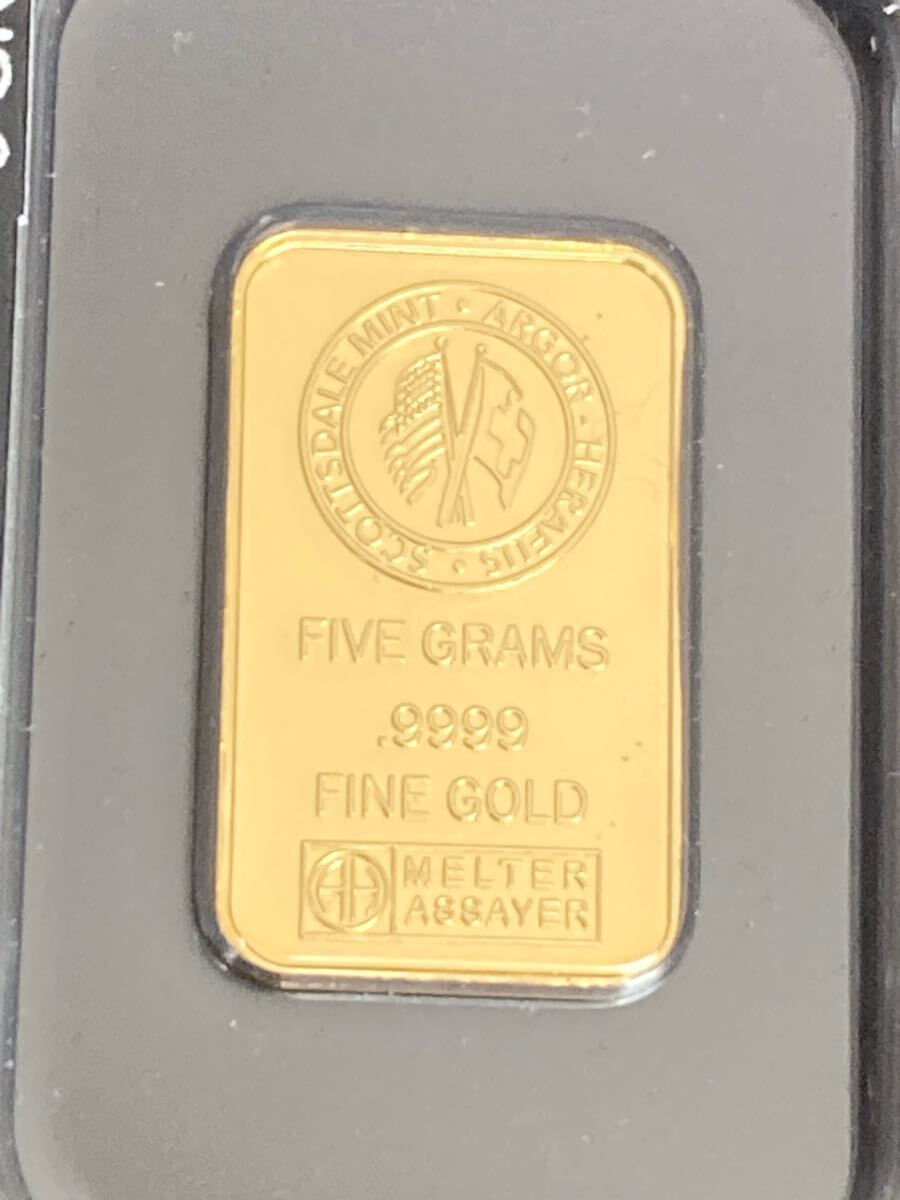 SCOTTSDALE MINT · ARGOR-HERAEUS ·
FIVE GRAMS
.9999
FINE GOLD
MELTER
ASSAYER